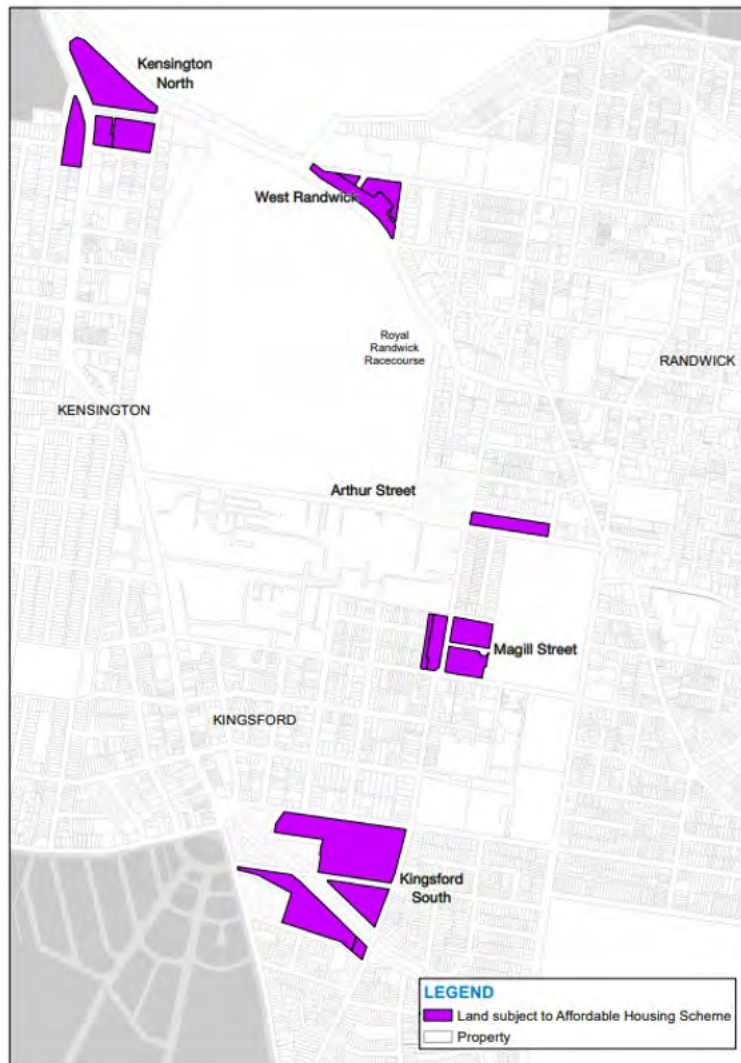 Kensington
North
West Randwick
Royal
Randwick
Racecourse
RANDWICK
KENSINGTON
Arthur Street
Magill Street
KINGSFORD
Kingsford
South
LEGEND
Land subject to Affordable Housing Scheme
Property